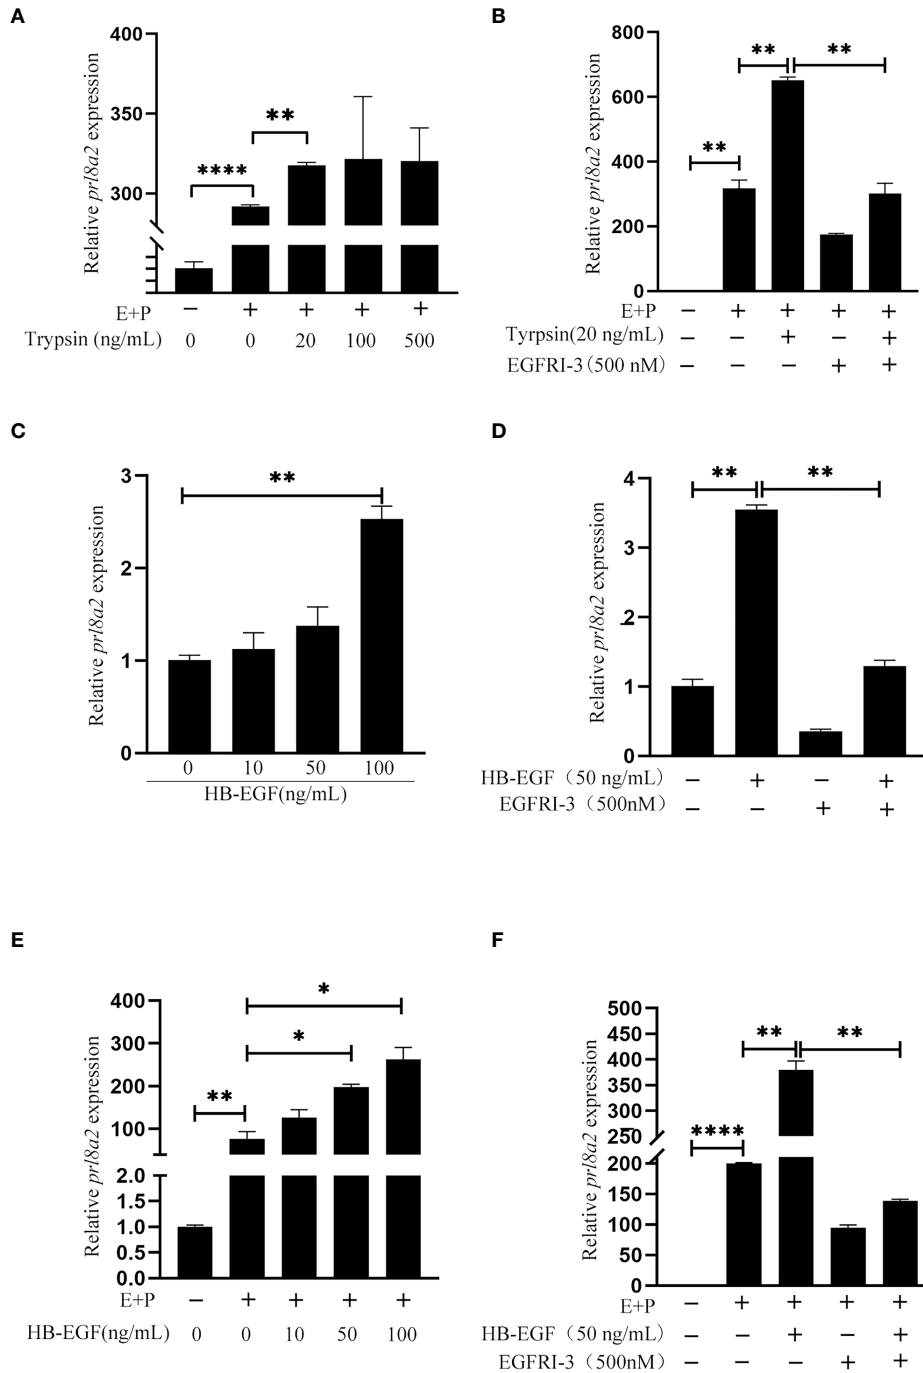 A
Relative prl8a2 expression
400
350
300
****
**
E+P − + + + +
Trypsin (ng/mL) 0 0 20 100 500
B
Relative prl8a2 expression
800
600
400
200
0
**
**
**
E+P − + + + +
Tyrpsin(20 ng/mL) − − + − +
EGFRI-3(500 nM) − − − + +
C
Relative prl8a2 expression
3
2
1
0
**
0 10 50 100
HB-EGF(ng/mL)
D
Relative prl8a2 expression
4
3
2
1
0
**
**
HB-EGF (50 ng/mL) − + − +
EGFRI-3 (500nM) − − + +
E
Relative prl8a2 expression
400
300
200
100
2.0
1.5
1.0
0.5
0.0
**
*
*
E+P − + + + +
HB-EGF(ng/mL) 0 0 10 50 100
F
Relative prl8a2 expression
500
450
400
350
300
250
200
150
100
50
0
****
**
**
E+P − + + + +
HB-EGF (50 ng/mL) − − + − +
EGFRI-3 (500nM) − − − + +